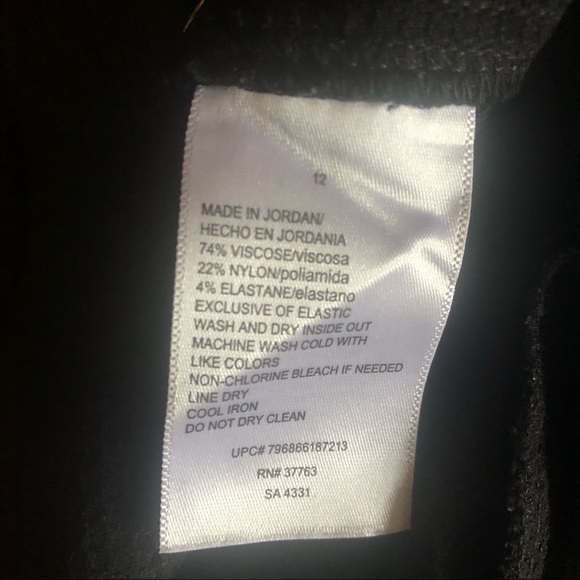 12
MADE IN JORDAN/
HECHO EN JORDANIA
74% VISCOSE/viscosa
22% NYLON/poliamida
4% ELASTANE/elastano
EXCLUSIVE OF ELASTIC
WASH AND DRY INSIDE OUT
MACHINE WASH COLD WITH
LIKE COLORS
NON-CHLORINE BLEACH IF NEEDED
LINE DRY
COOL IRON
DO NOT DRY CLEAN
UPC# 796866187213
RN# 37763
SA 4331